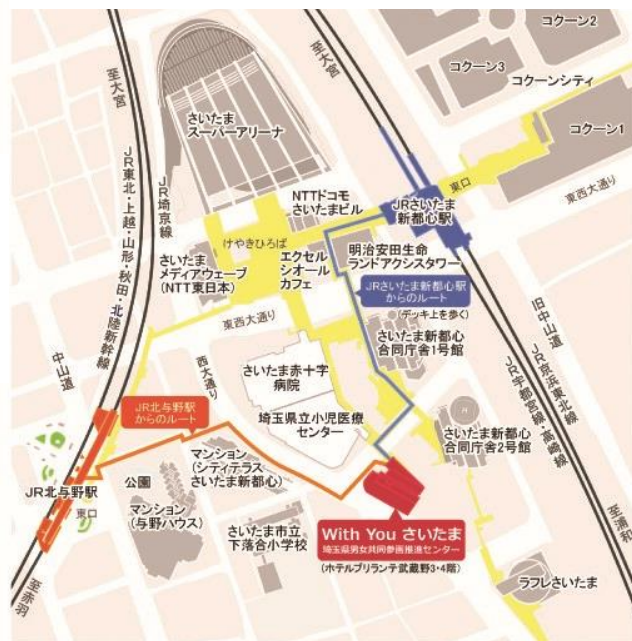 コクーン2
コクーン3
コクーンシティ
コクーン1
至大宮
至大宮
さいたま
スーパーアリーナ
JR東北・上越・山形・秋田・北陸新幹線
JR埼京線
NTTドコモ
さいたまビル
JRさいたま
新都心駅
東口
東西大通り
けやきひろば
さいたま
メディアウェーブ
(NTT東日本)
エクセル
シオール
カフェ
明治安田生命
ランドアクシスタワー
JRさいたま新都心駅
からのルート
(デッキ上を歩く)
旧中山道
東西大通り
さいたま新都心
合同庁舎1号館
中山道
西大通り
さいたま赤十字
病院
JR京浜東北線
JR宇都宮線・高崎線
JR北与野駅
からのルート
埼玉県立小児医療
センター
さいたま新都心
合同庁舎2号館
H
マンション
(シティテラス
さいたま新都心)
JR北与野駅
東口
公園
マンション
(与野ハウス)
さいたま市立
下落合小学校
With You さいたま
埼玉県男女共同参画推進センター
(ホテルブリランテ武蔵野3・4階)
至浦和
ラフレさいたま
至赤羽